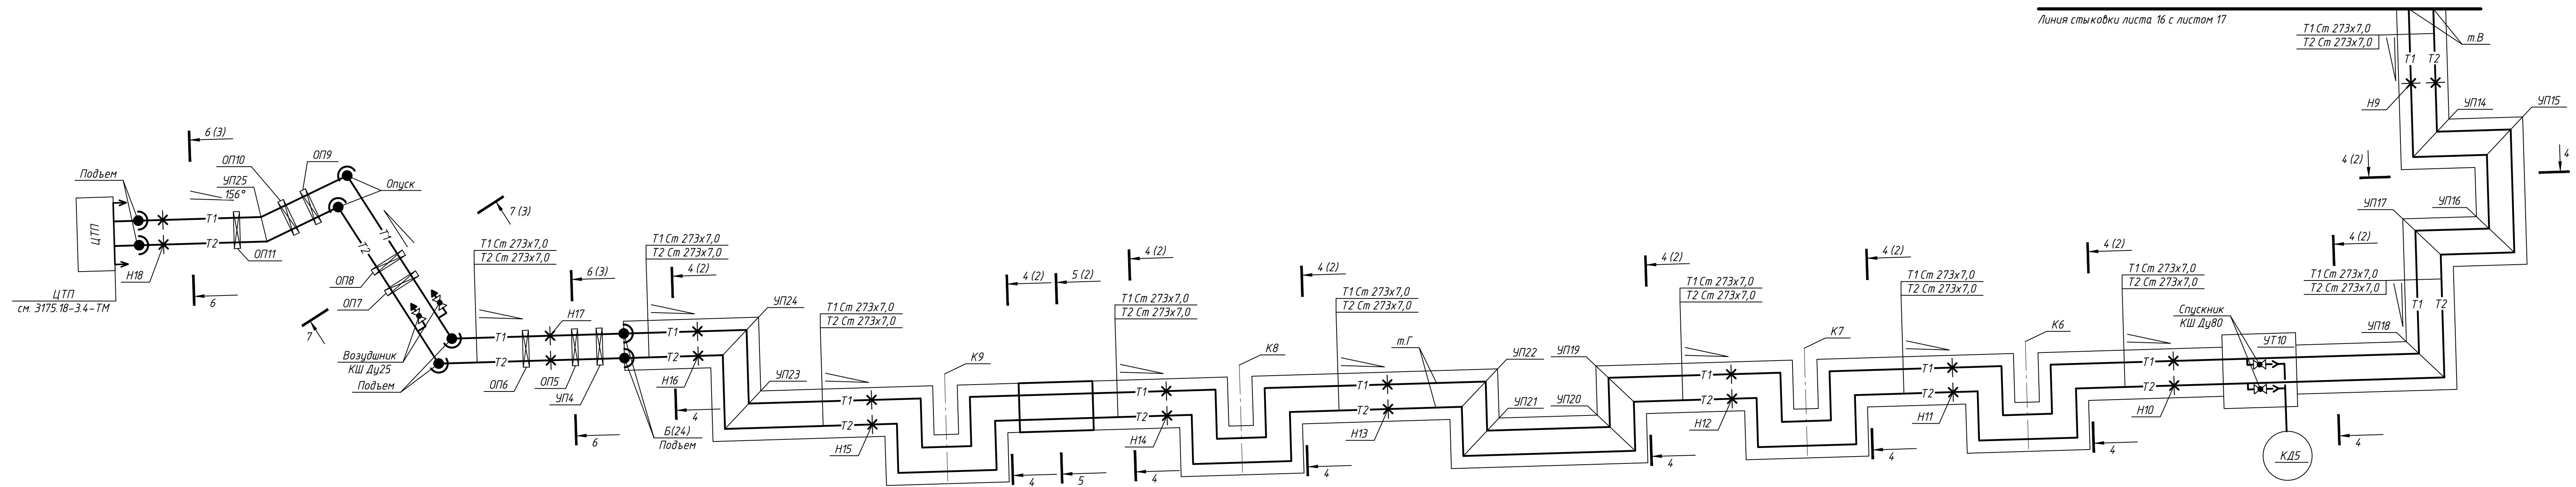 Линия стыковки листа 16 с листом 17
Т1 Ст 273х7,0
Т2 Ст 273х7,0
т.В
Т1
Т2
Н9
УП14
УП15
4 (2)
4
УП17
УП16
4 (2)
Т1 Ст 273х7,0
Т2 Ст 273х7,0
Т1
Т2
УП18
6 (3)
ОП10
ОП9
Подъем
УП25
156°
Опуск
ЦТП
Т1
Т2
Н18
ОП11
ЦТП
см. 3175.18-3.4-ТМ
6
7 (3)
Т1
Т2
ОП8
ОП7
7
Возудшник
КШ Ду25
Подъем
Т1 Ст 273х7,0
Т2 Ст 273х7,0
6 (3)
Н17
Т1
Т2
ОП6
ОП5
УП4
6
Т1 Ст 273х7,0
Т2 Ст 273х7,0
4 (2)
УП24
Т1
Т2
Н16
УП23
4
Б(24)
Подъем
Т1 Ст 273х7,0
Т2 Ст 273х7,0
Т1
Т2
Н15
К9
4 (2)
5 (2)
4
5
4 (2)
Т1 Ст 273х7,0
Т2 Ст 273х7,0
Т1
Т2
Н14
4
К8
4 (2)
Т1 Ст 273х7,0
Т2 Ст 273х7,0
т.Г
Т1
Т2
Н13
4
УП22
УП19
УП21
УП20
4 (2)
Т1 Ст 273х7,0
Т2 Ст 273х7,0
Т1
Т2
Н12
4
К7
4 (2)
Т1 Ст 273х7,0
Т2 Ст 273х7,0
Т1
Т2
Н11
4
К6
4 (2)
Т1 Ст 273х7,0
Т2 Ст 273х7,0
Т1
Т2
Н10
4
Спускник
КШ Ду80
УТ10
КД5
4